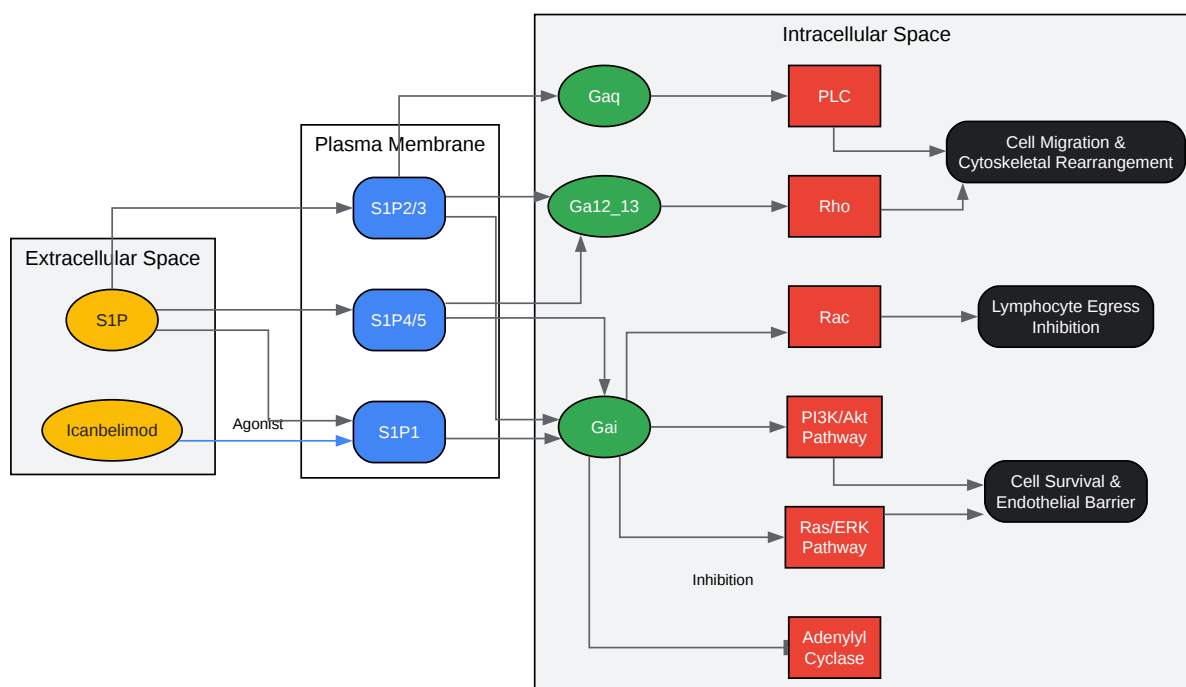 Intracellular Space
Gaq
PLC
Cell Migration &
Cytoskeletal Rearrangement
Plasma Membrane
S1P2/3
Ga12_13
Rho
Extracellular Space
S1P
S1P4/5
Rac
Lymphocyte Egress
Inhibition
Icanbelimod
Agonist
S1P1
Gai
PI3K/Akt
Pathway
Cell Survival &
Endothelial Barrier
Ras/ERK
Pathway
Inhibition
Adenylyl
Cyclase